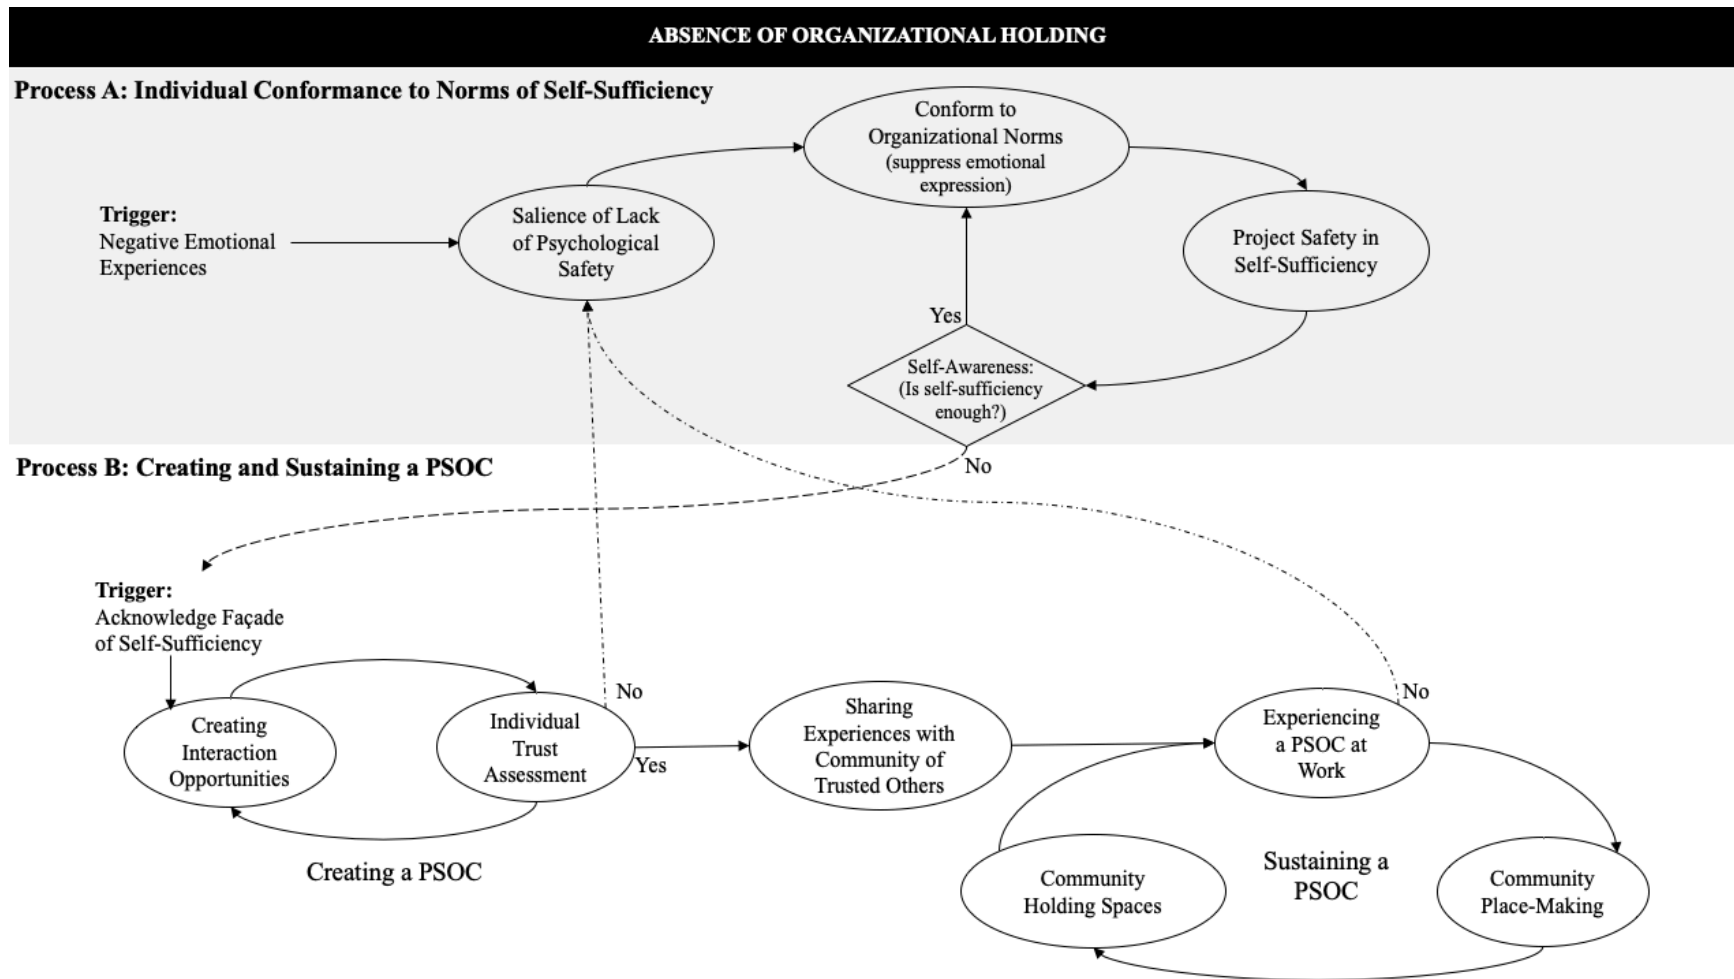 ABSENCE OF ORGANIZATIONAL HOLDING
Process A: Individual Conformance to Norms of Self-Sufficiency
Conform to
Organizational Norms
(suppress emotional
expression)
Trigger:
Negative Emotional
Experiences
Salience of Lack
of Psychological
Safety
Project Safety in
Self-Sufficiency
Yes
Self-Awareness:
(Is self-sufficiency
enough?)
No
Process B: Creating and Sustaining a PSOC
Trigger:
Acknowledge Façade
of Self-Sufficiency
Creating
Interaction
Opportunities
Individual
Trust
Assessment
No
Yes
Sharing
Experiences with
Community of
Trusted Others
Experiencing
a PSOC at
Work
No
Creating a PSOC
Community
Holding Spaces
Sustaining a
PSOC
Community
Place-Making